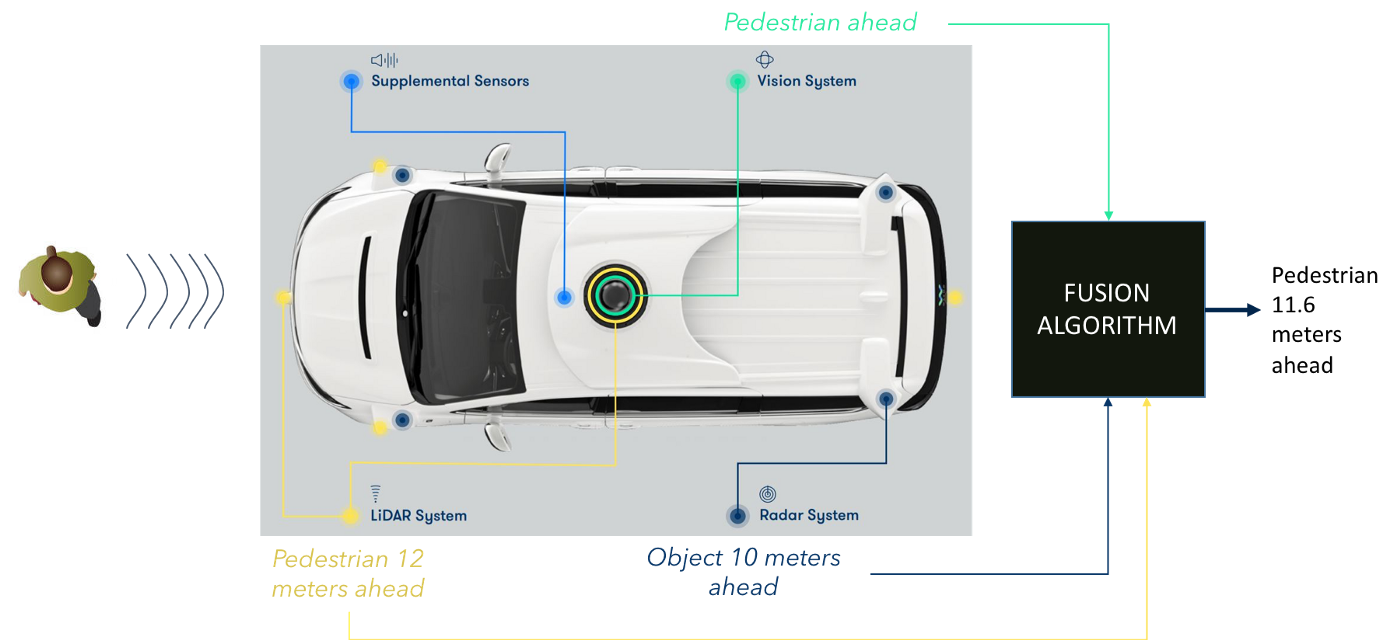 Pedestrian ahead
Supplemental Sensors
Vision System
FUSION
ALGORITHM
Pedestrian
11.6
meters
ahead
LiDAR System
Radar System
Pedestrian 12
meters ahead
Object 10 meters
ahead